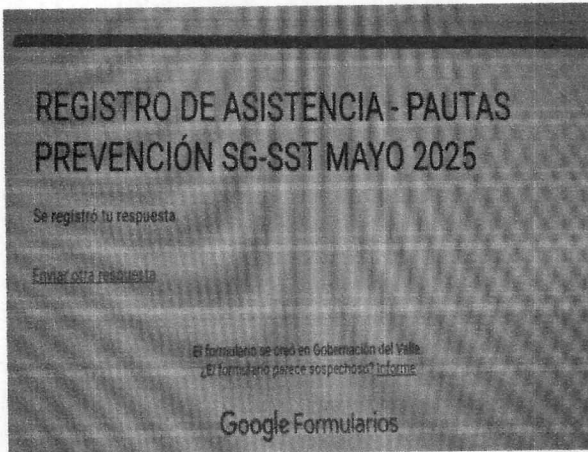 REGISTRO DE ASISTENCIA - PAUTAS
PREVENCIÓN SG-SST MAYO 2025
Se registró tu respuesta
Enviar otra respuesta
El formulario se creó en Gobernación del Valle.
¿El formulario parece sospechoso? Informe
Google Formularios